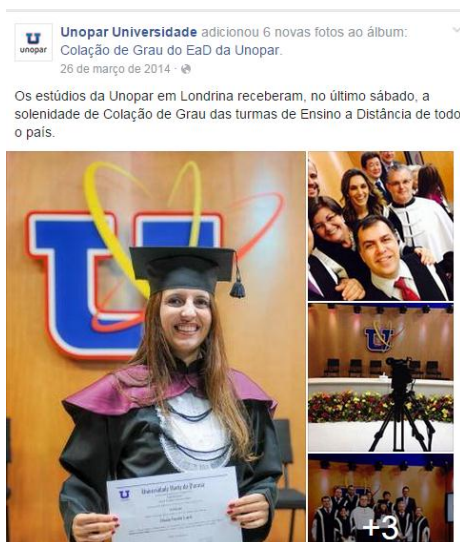 Unopar Universidade adicionou 6 novas fotos ao álbum:
Colação de Grau do EaD da Unopar.
26 de março de 2014 ·
unopar
Os estúdios da Unopar em Londrina receberam, no último sábado, a
solenidade de Colação de Grau das turmas de Ensino a Distância de todo
o país.
Universidade Norte do Paraná
+3